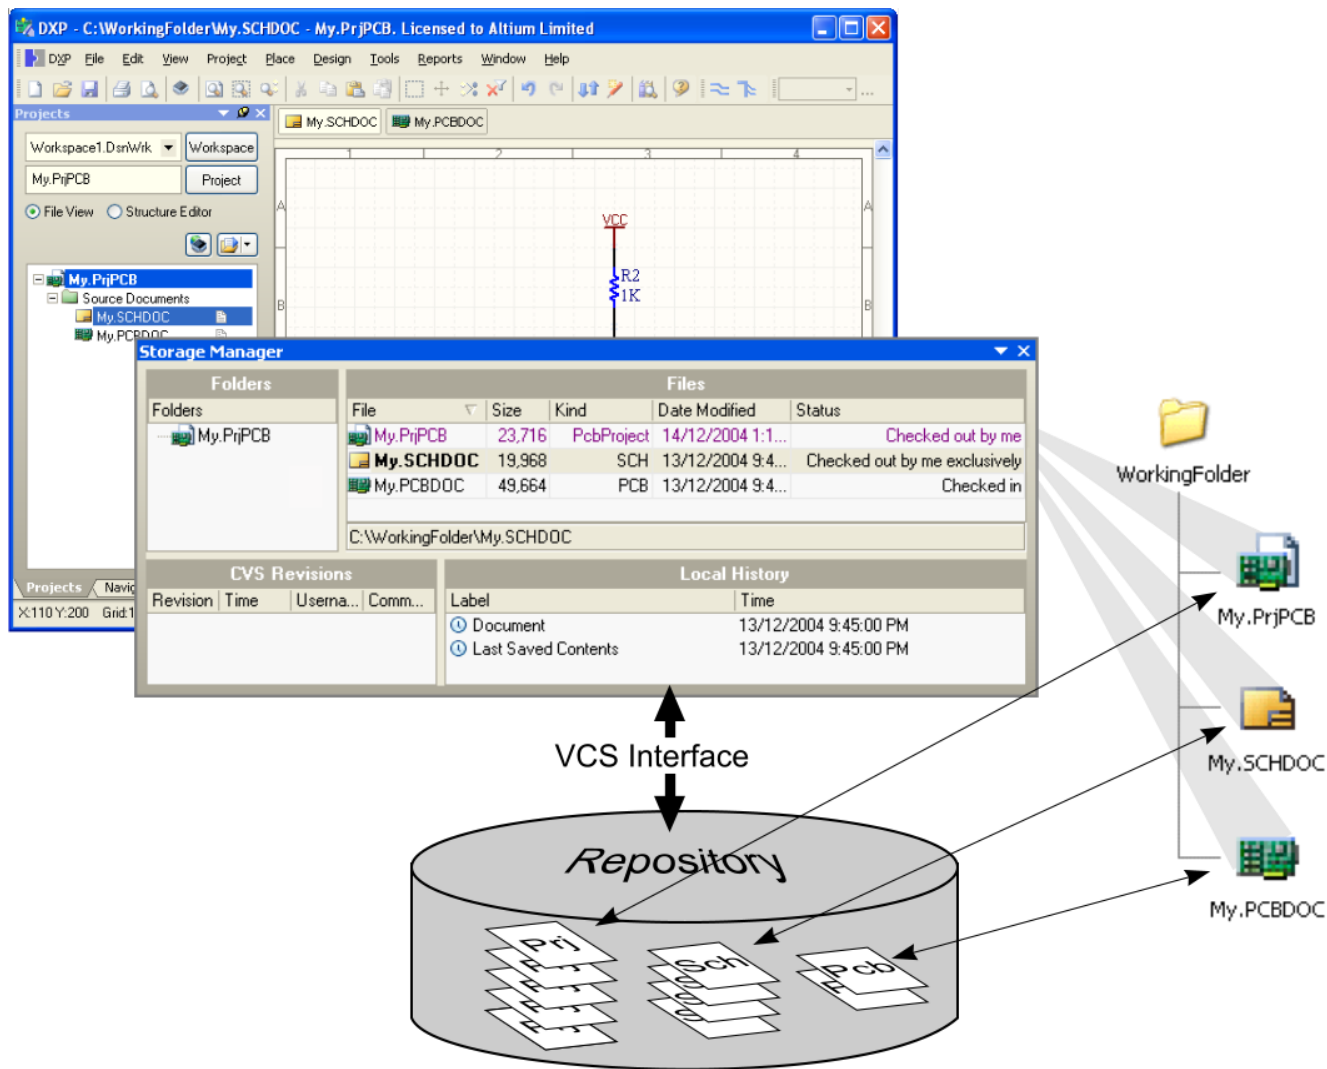 DXP - C:\WorkingFolder\My.SCHDOC - My.PrjPCB. Licensed to Altium Limited
DXP File Edit View Project Place Design Tools Reports Window Help
Projects
My.SCHDOC My.PCBDOC
Workspace1.DsnWrk Workspace
My.PrjPCB Project
File View Structure Editor
1 2 3 4
A A
VCC
R2
1K
B B
My.PrjPCB
Source Documents
My.SCHDOC
My.PCBDOC
Projects Navig
X:110 Y:200 Grid:1
Storage Manager
Folders Files
Folders File Size Kind Date Modified Status
My.PrjPCB My.PrjPCB 23,716 PcbProject 14/12/2004 1:1... Checked out by me
My.SCHDOC 19,968 SCH 13/12/2004 9:4... Checked out by me exclusively
My.PCBDOC 49,664 PCB 13/12/2004 9:4... Checked in
C:\WorkingFolder\My.SCHDOC
CVS Revisions Local History
Revision Time Userna... Comm... Label Time
Document 13/12/2004 9:45:00 PM
Last Saved Contents 13/12/2004 9:45:00 PM
WorkingFolder
My.PrjPCB
My.SCHDOC
My.PCBDOC
VCS Interface
Repository
Prj
Sch
Pcb